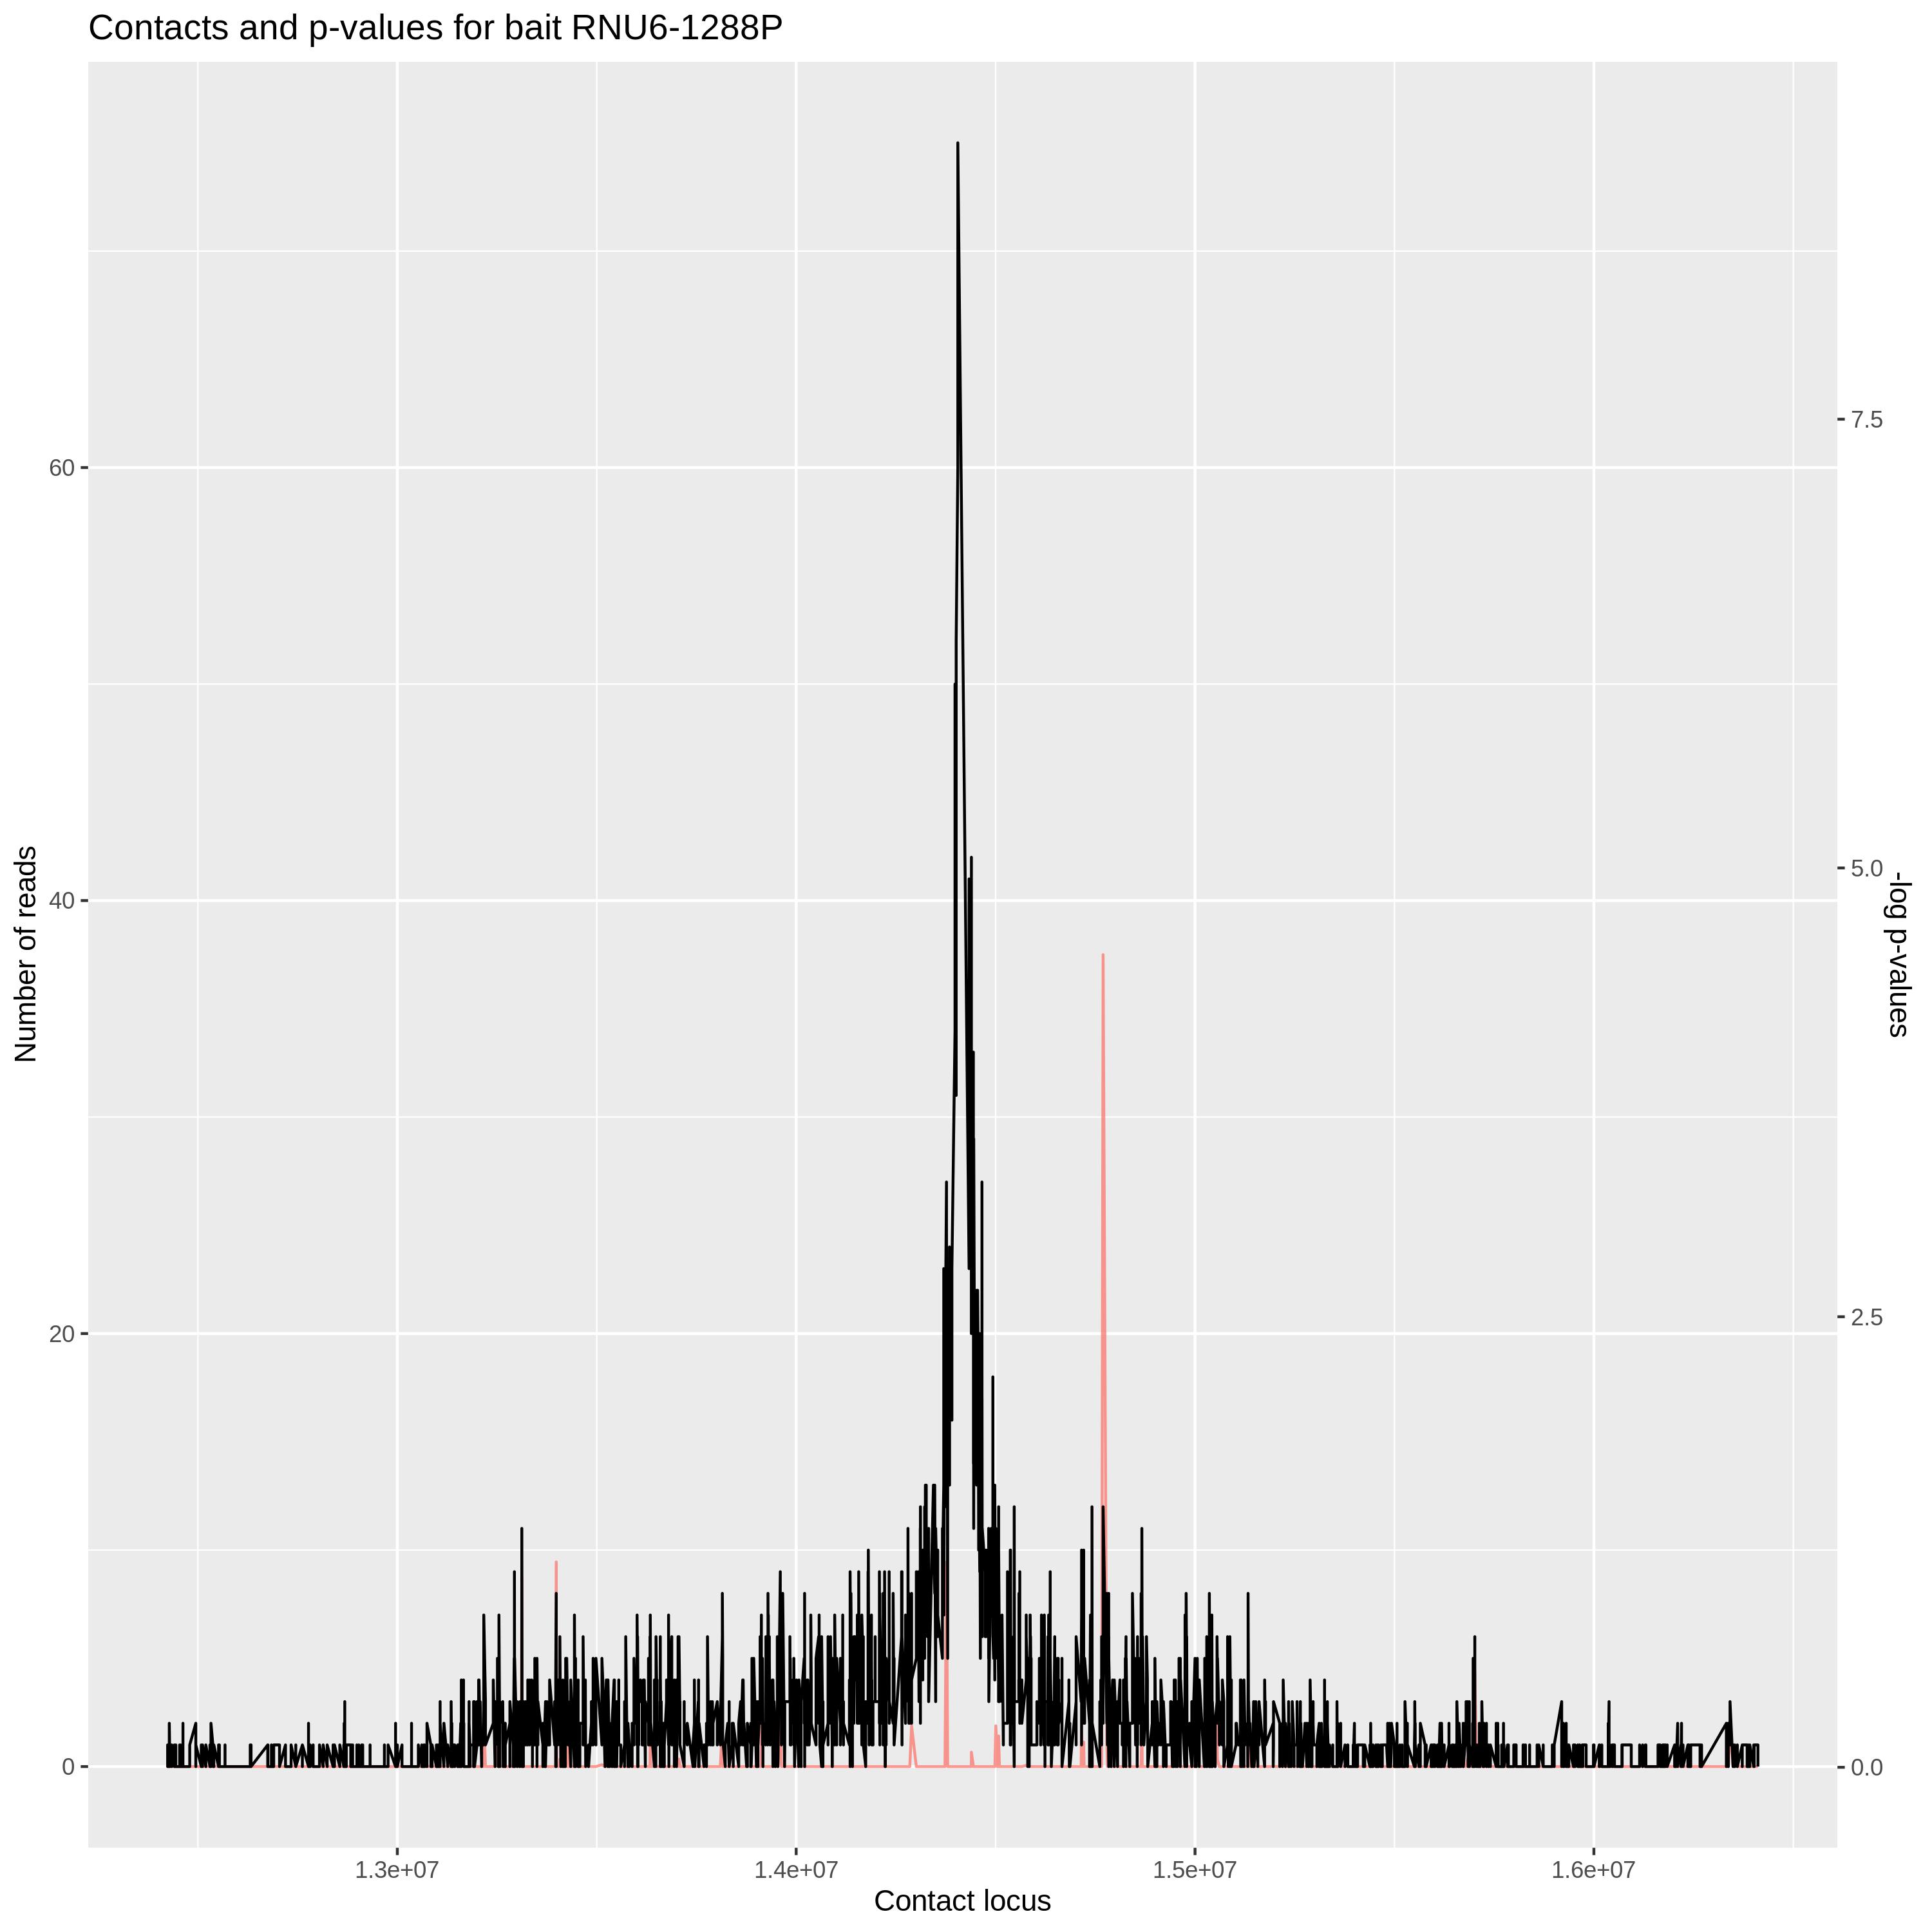 Contacts and p-values for bait RNU6-1288P
Number of reads
60
40
20
0
7.5
5.0
2.5
0.0
-log p-values
1.3e+07
1.4e+07
1.5e+07
1.6e+07
Contact locus